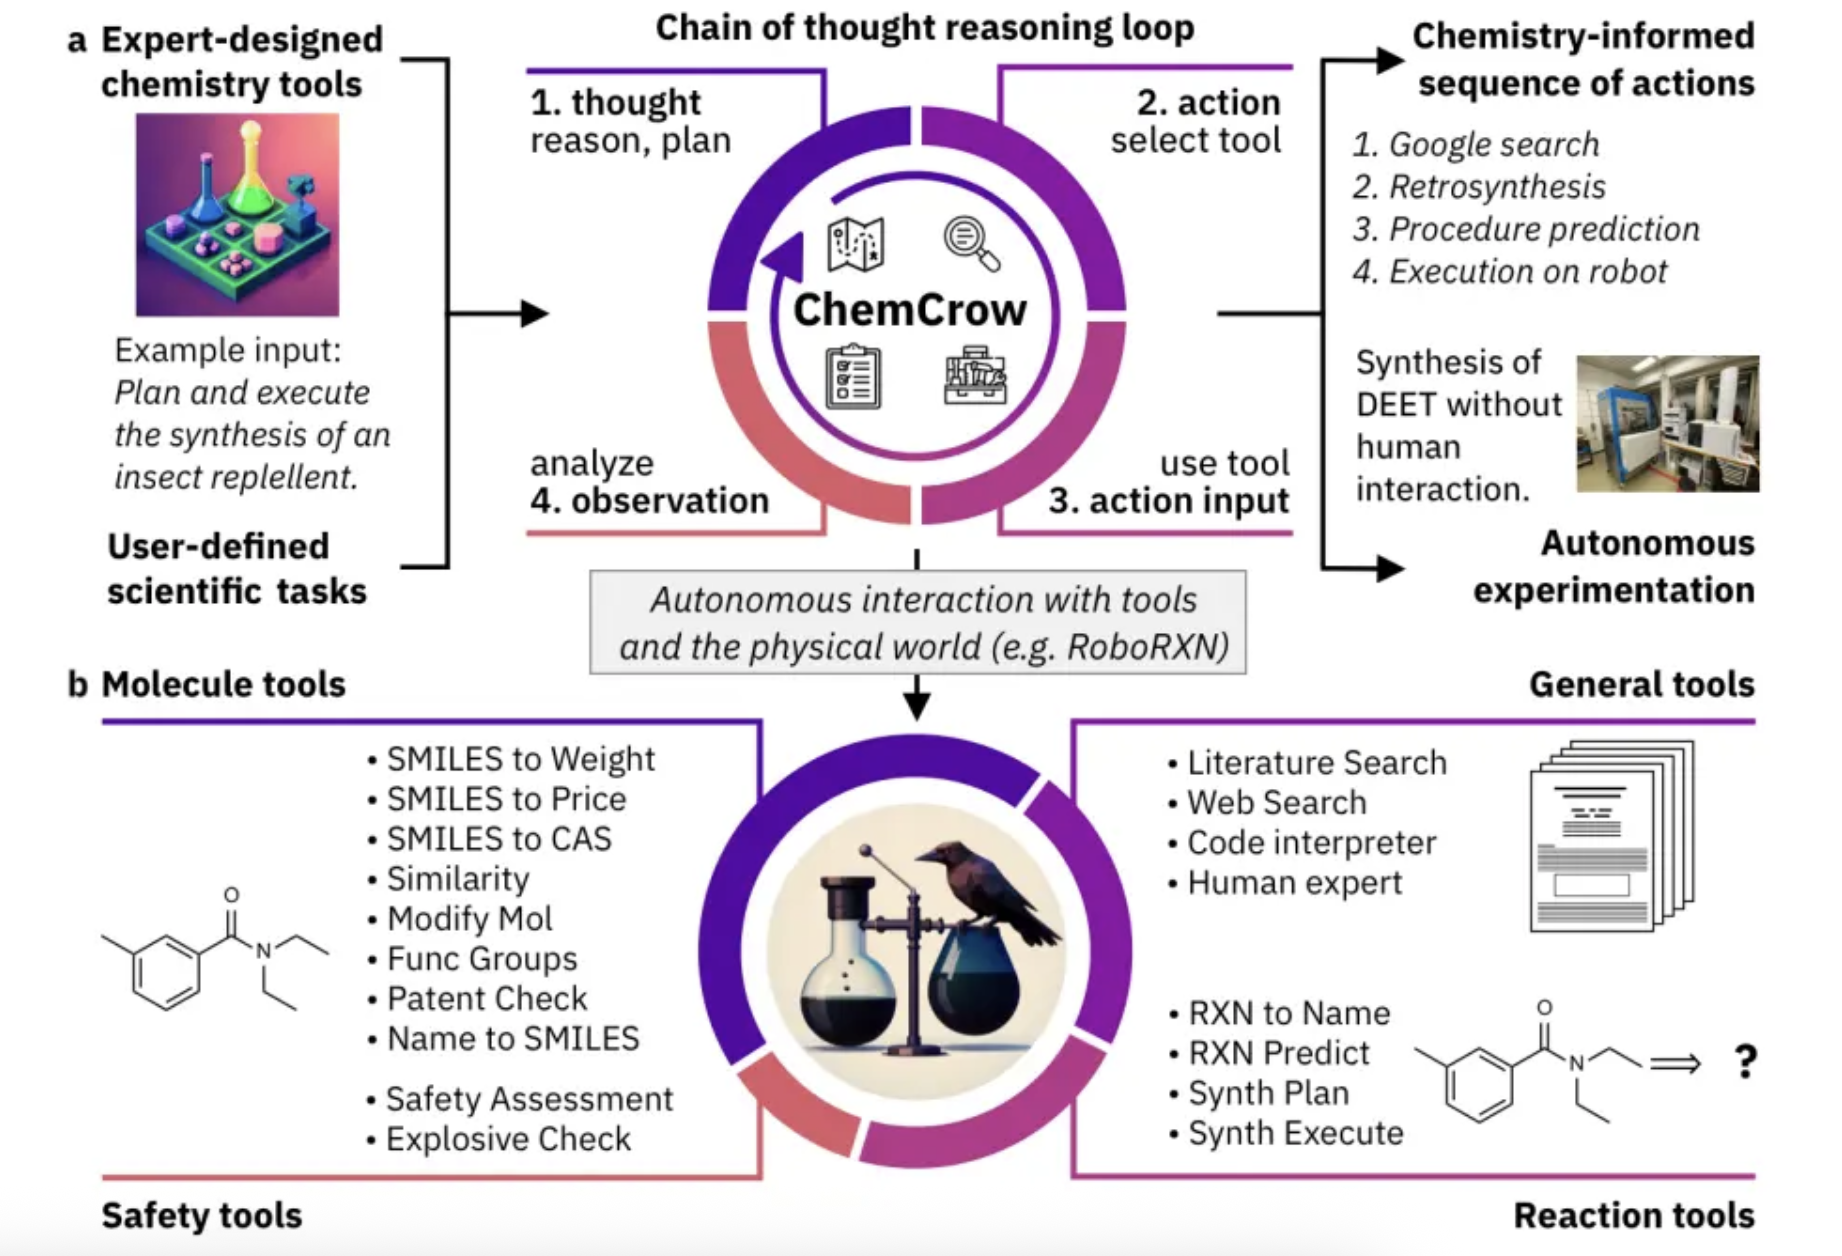 a Expert-designed
chemistry tools
Example input:
Plan and execute
the synthesis of an
insect repllellent.
User-defined
scientific tasks
Chain of thought reasoning loop
1. thought
reason, plan
2. action
select tool
ChemCrow
analyze
4. observation
use tool
3. action input
Chemistry-informed
sequence of actions
1. Google search
2. Retrosynthesis
3. Procedure prediction
4. Execution on robot
Synthesis of
DEET without
human
interaction.
Autonomous
experimentation
Autonomous interaction with tools
and the physical world (e.g. RoboRXN)
b Molecule tools
• SMILES to Weight
• SMILES to Price
• SMILES to CAS
• Similarity
• Modify Mol
• Func Groups
• Patent Check
• Name to SMILES
O
N
• Safety Assessment
• Explosive Check
Safety tools
General tools
• Literature Search
• Web Search
• Code interpreter
• Human expert
• RXN to Name
• RXN Predict
• Synth Plan
• Synth Execute
O
N
?
Reaction tools